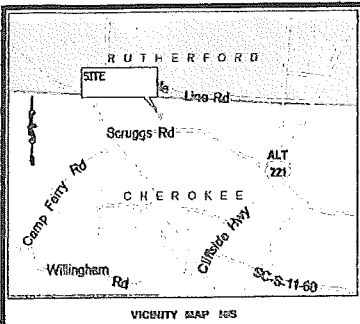 RUTHERFORD
SITE
Line Rd
Scruggs Rd
ALT
221
Camp Ferry Rd
CHEROKEE
Cliffside Hwy
Willingham Rd
SC-S-11-60
VICINITY MAP NTS